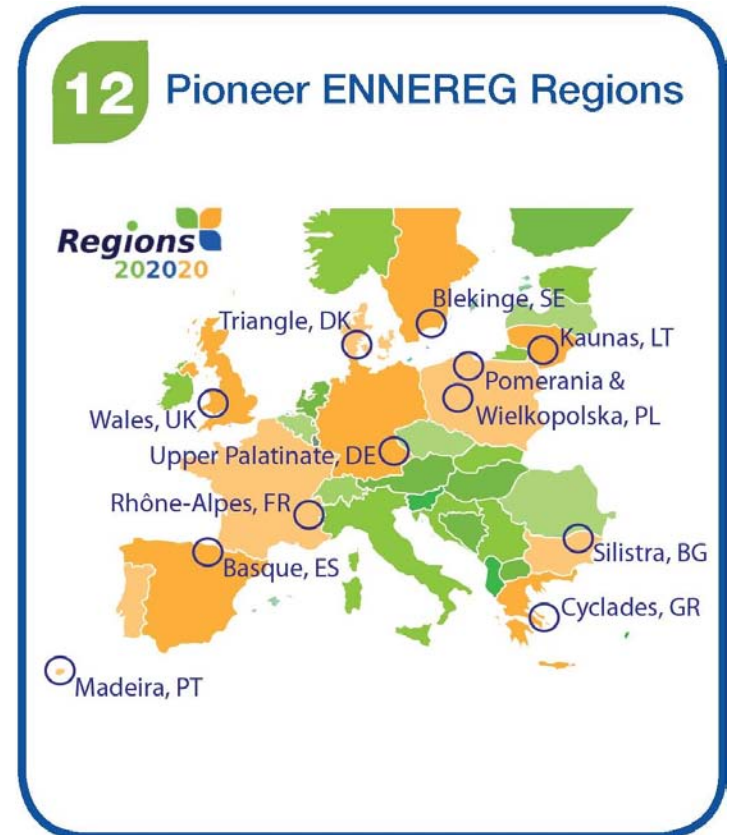 12 Pioneer ENNEREG Regions
Regions
202020
Blekinge, SE
Triangle, DK
Kaunas, LT
Pomerania &
Wielkopolska, PL
Wales, UK
Upper Palatinate, DE
Rhône-Alpes, FR
Silistra, BG
Basque, ES
Cyclades, GR
Madeira, PT